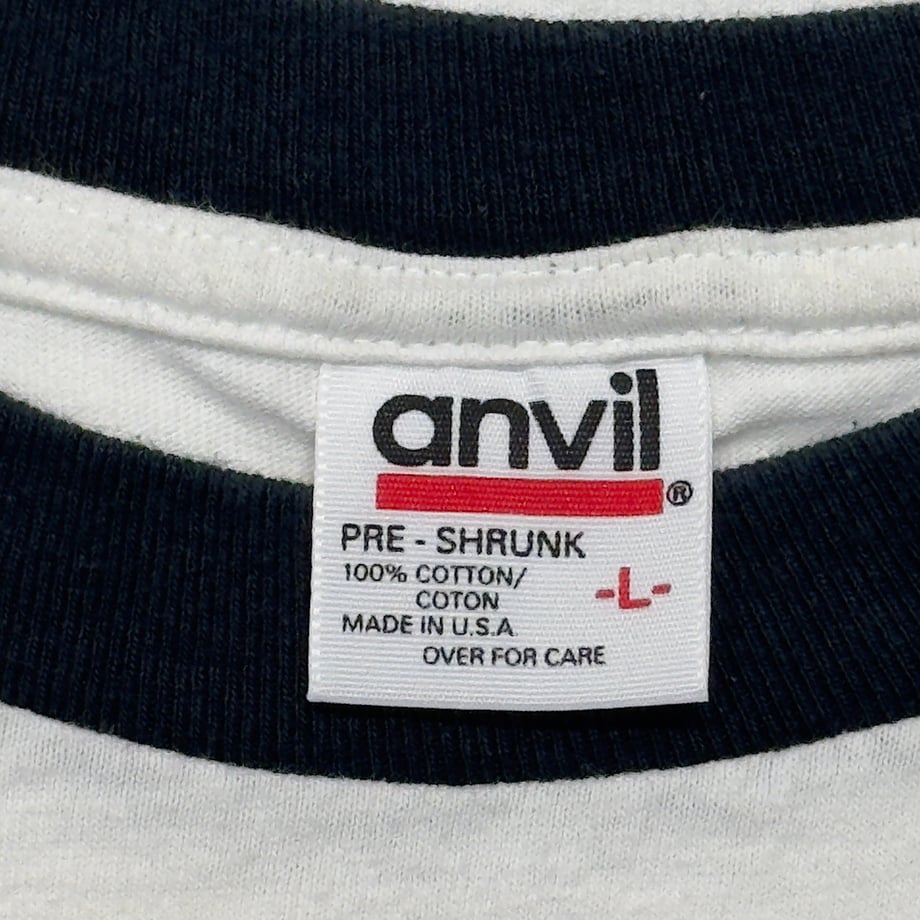 anvil®
PRE - SHRUNK
100% COTTON/
COTON
-L-
MADE IN U.S.A
OVER FOR CARE